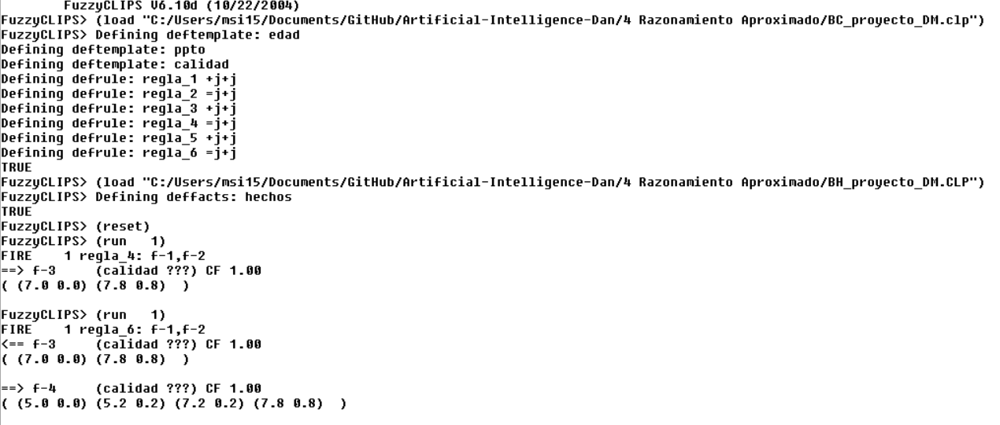 FuzzyCLIPS V6.10d (10/22/2004)
FuzzyCLIPS> (load "C:/Users/msi15/Documents/GitHub/Artificial-Intelligence-Dan/4 Razonamiento Aproximado/BC_proyecto_DM.clp")
FuzzyCLIPS> Defining deftemplate: edad
Defining deftemplate: ppto
Defining deftemplate: calidad
Defining defrule: regla_1 +j+j
Defining defrule: regla_2 =j+j
Defining defrule: regla_3 +j+j
Defining defrule: regla_4 =j+j
Defining defrule: regla_5 +j+j
Defining defrule: regla_6 =j+j
TRUE
FuzzyCLIPS> (load "C:/Users/msi15/Documents/GitHub/Artificial-Intelligence-Dan/4 Razonamiento Aproximado/BH_proyecto_DM.CLP")
FuzzyCLIPS> Defining deffacts: hechos
TRUE
FuzzyCLIPS> (reset)
FuzzyCLIPS> (run   1)
FIRE    1 regla_4: f-1,f-2
==> f-3     (calidad ???) CF 1.00
( (7.0 0.0) (7.8 0.8)  )
FuzzyCLIPS> (run   1)
FIRE    1 regla_6: f-1,f-2
<== f-3     (calidad ???) CF 1.00
( (7.0 0.0) (7.8 0.8)  )
==> f-4     (calidad ???) CF 1.00
( (5.0 0.0) (5.2 0.2) (7.2 0.2) (7.8 0.8)  )